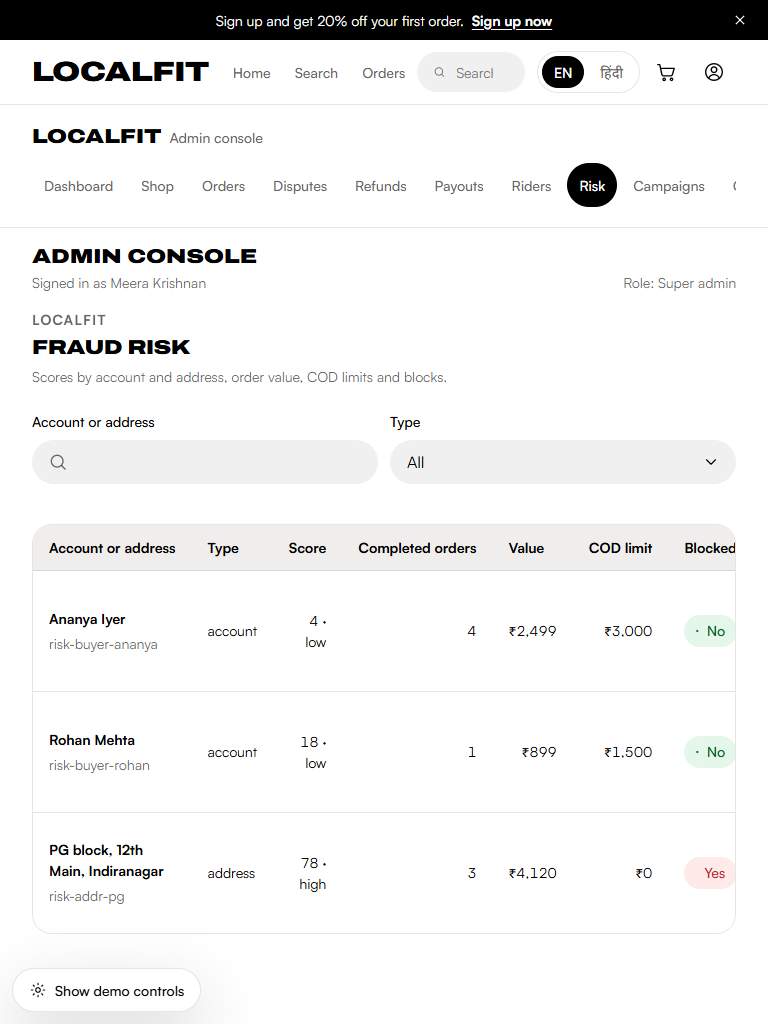 Sign up and get 20% off your first order. Sign up now
LOCALFIT Home Search Orders Search EN हिंदी
LOCALFIT Admin console
Dashboard Shop Orders Disputes Refunds Payouts Riders Risk Campaigns
ADMIN CONSOLE
Signed in as Meera Krishnan Role: Super admin
LOCALFIT
FRAUD RISK
Scores by account and address, order value, COD limits and blocks.
Account or address Type
All
Account or address Type Score Completed orders Value COD limit Blocked
Ananya Iyer
risk-buyer-ananya
account
4 ·
low
4 ₹2,499 ₹3,000 · No
Rohan Mehta
risk-buyer-rohan
account
18 ·
low
1 ₹899 ₹1,500 · No
PG block, 12th
Main, Indiranagar
risk-addr-pg
address
78 ·
high
3 ₹4,120 ₹0 Yes
Show demo controls